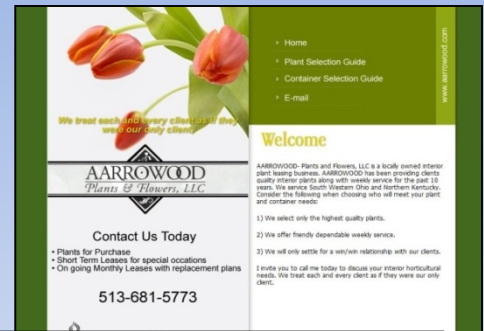 We treat each and every client as if they
were our only client.
AARROWOOD
Plants & Flowers, LLC
Contact Us Today
• Plants for Purchase
• Short Term Leases for special occations
• On going Monthly Leases with replacement plans
513-681-5773
Home
Plant Selection Guide
Container Selection Guide
E-mail
www.aarrowood.com
Welcome
AARROWOOD- Plants and Flowers, LLC is a locally owned interior
plant leasing business. AARROWOOD has been providing clients
quality interior plants along with weekly service for the past 10
years. We service South Western Ohio and Northern Kentucky.
Consider the following when choosing who will meet your plant
and container needs:
1) We select only the highest quality plants.
2) We offer friendly dependable weekly service.
3) We will only settle for a win/win relationship with our clients.
I invite you to call me today to discuss your interior horticultural
needs. We treat each and every client as if they were our only
client.